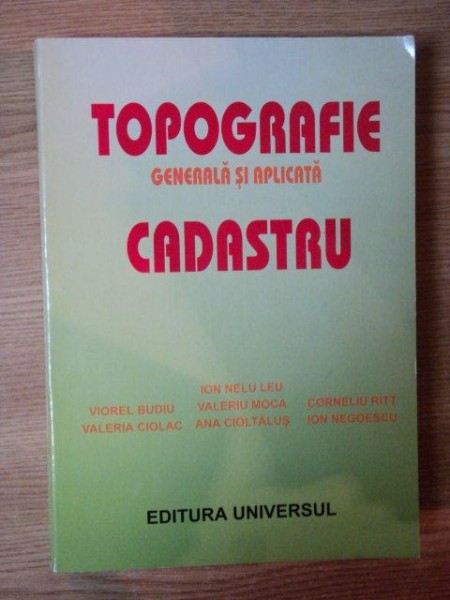 TOPOGRAFIE
GENERALĂ ȘI APLICATĂ
CADASTRU
ION NELU LEU
VIOREL BUDIU VALERIU MOCA CORNELIU RITT
VALERIA CIOLAC ANA CIOLTĂLUȘ ION NEGOESCU
EDITURA UNIVERSUL